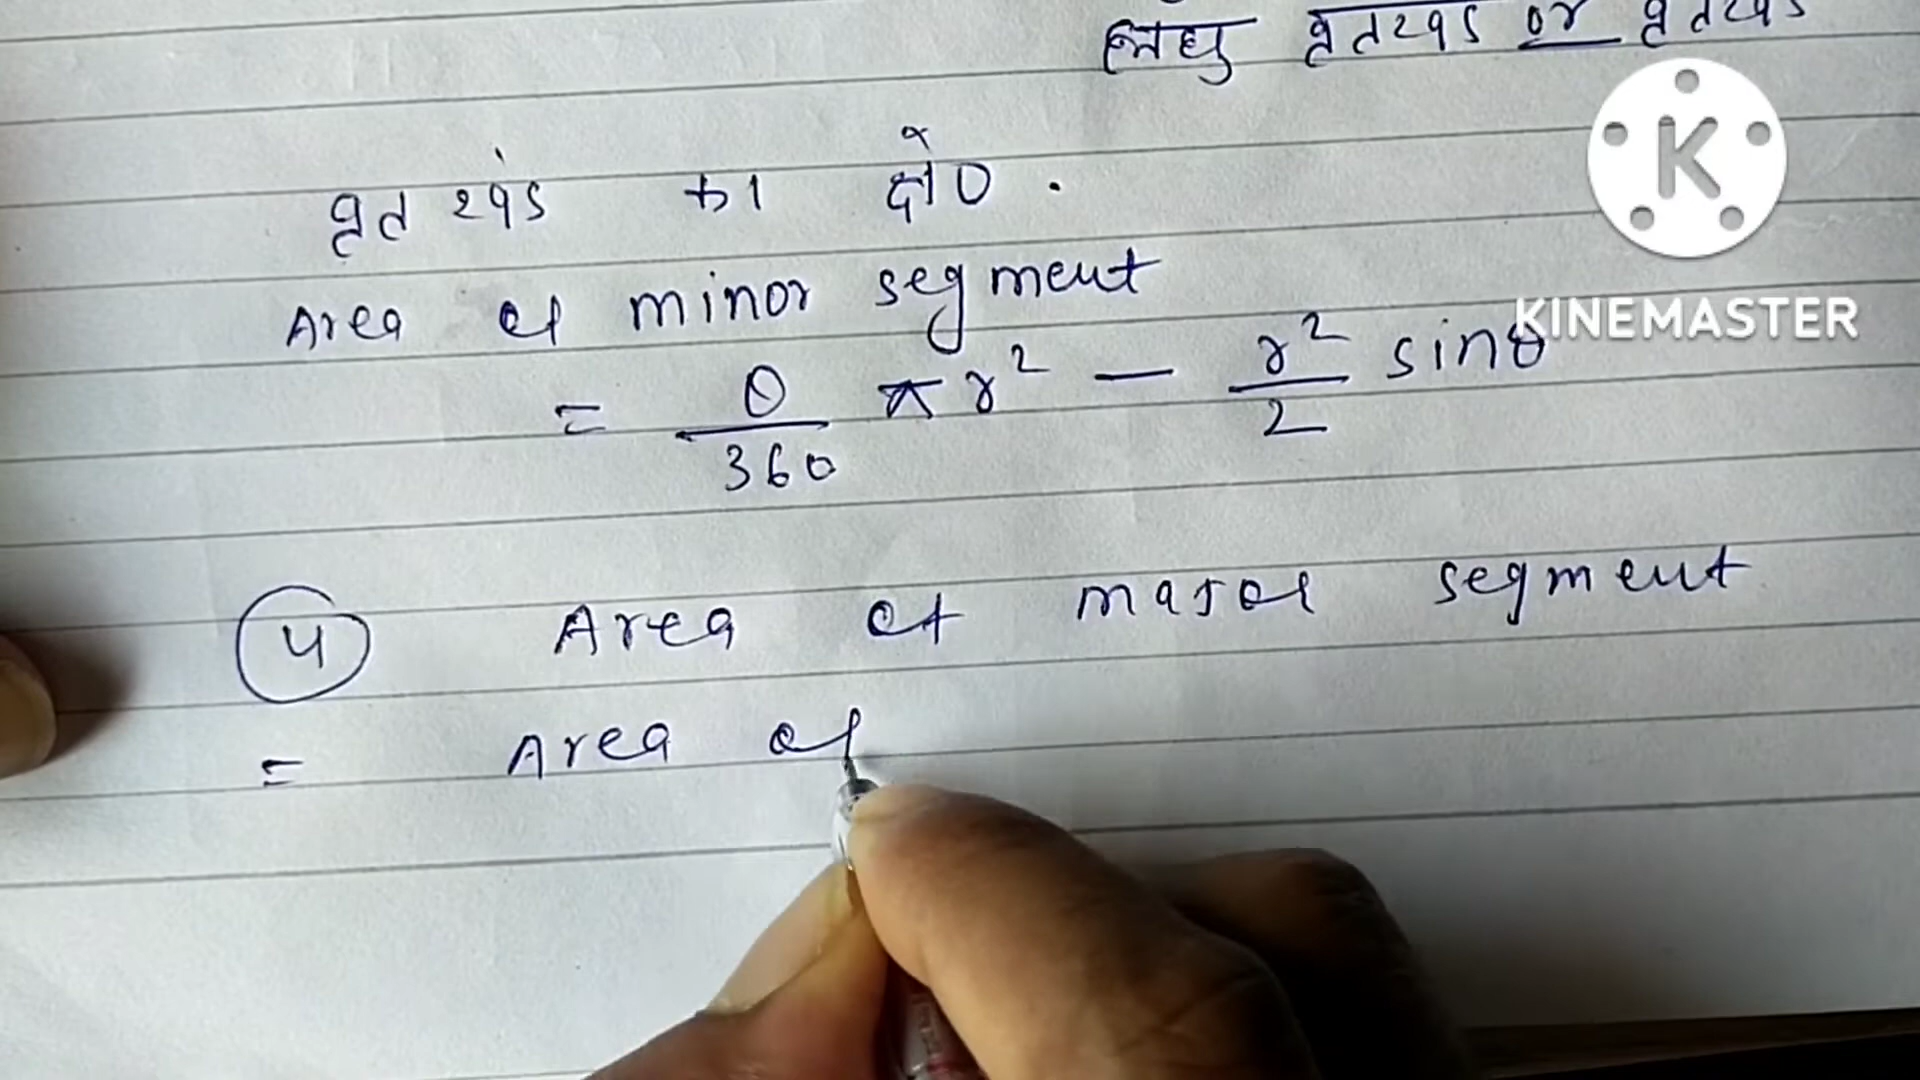 लघु वृतखंड or वृतखंड
वृतखंड का क्षे०.
Area of minor segment
= θ/360 πr² − r²/2 sinθ
4 Area of major segment
= Area of
K
KINEMASTER